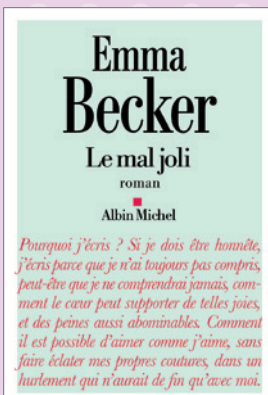 Emma
Becker
Le mal joli
roman
Albin Michel
Pourquoi j'écris ? Si je dois être honnête,
j'écris parce que je n'ai toujours pas compris,
peut-être que je ne comprendrai jamais, com-
ment le cœur peut supporter de telles joies,
et des peines aussi abominables. Comment
il est possible d'aimer comme j'aime, sans
faire éclater mes propres coutures, dans un
hurlement qui n'aurait de fin qu'avec moi.